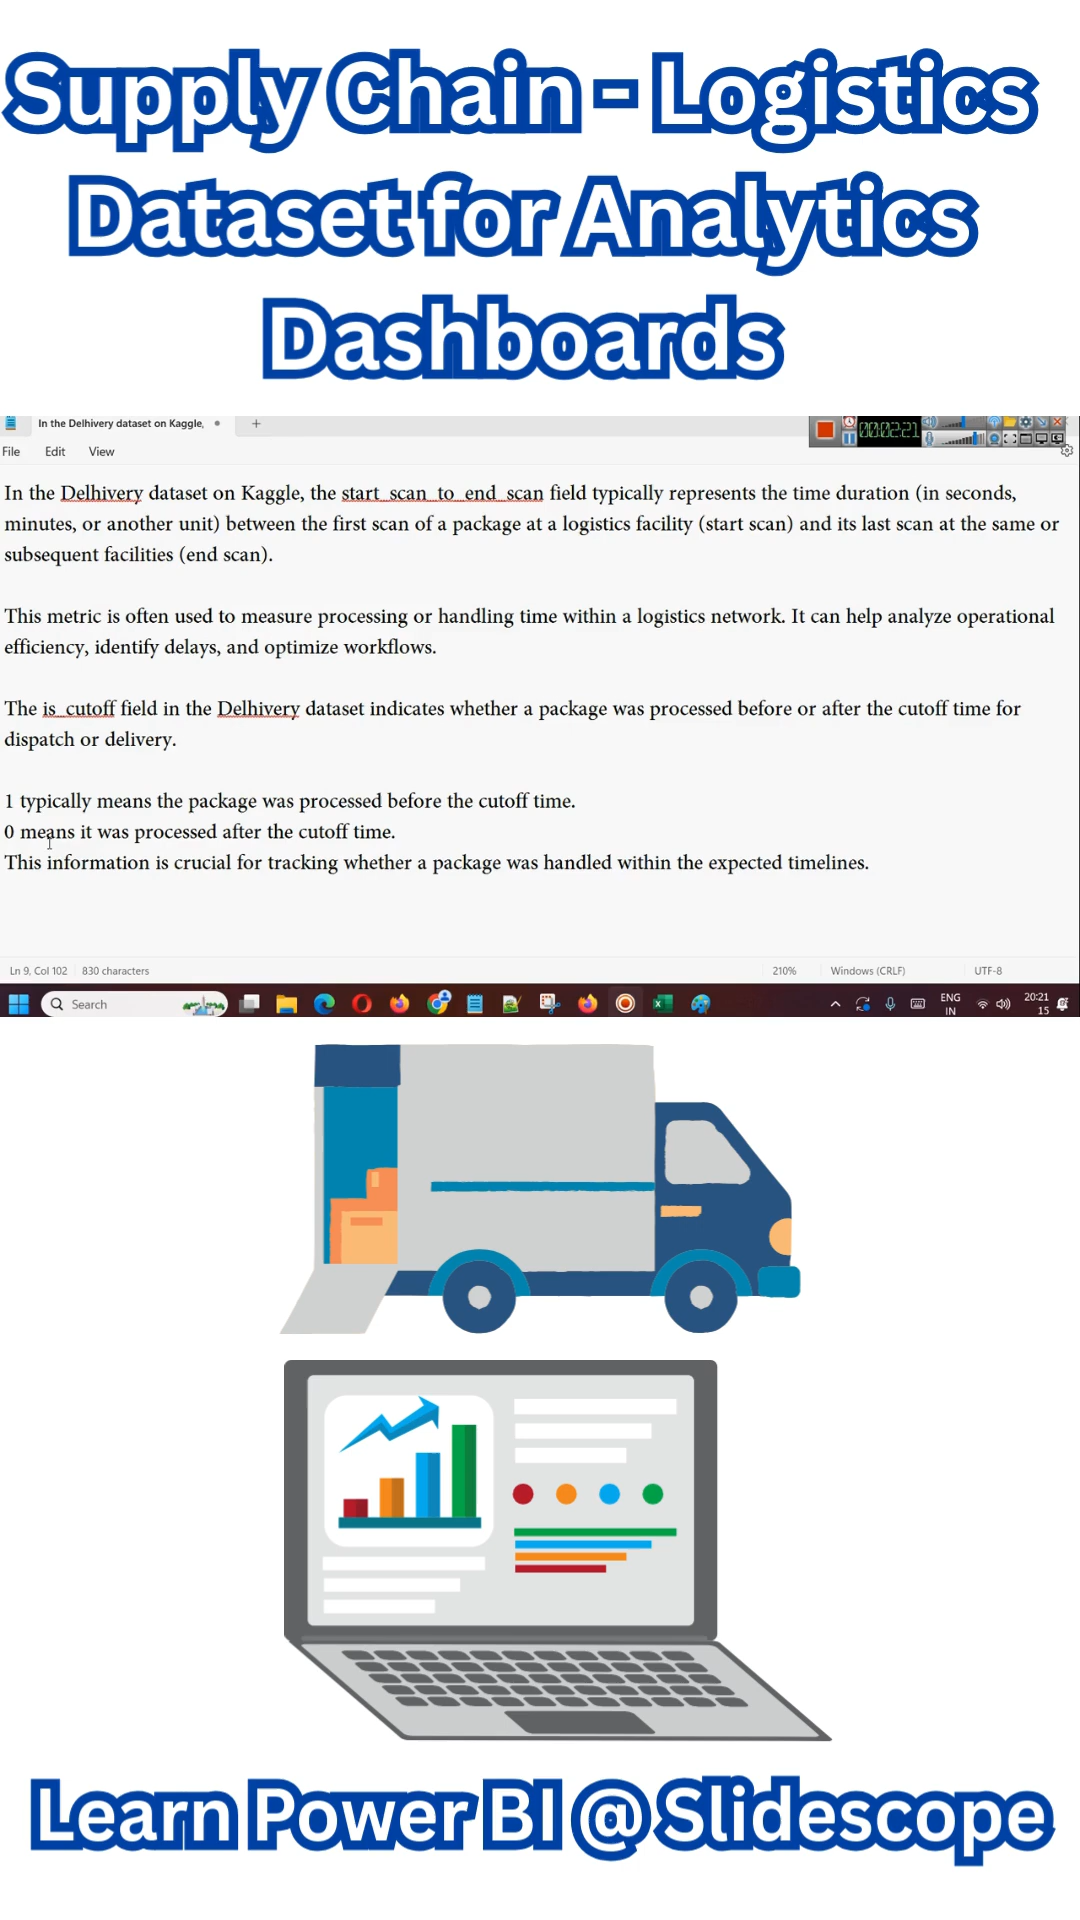 Supply Chain - Logistics
Dataset for Analytics
Dashboards
In the Delhivery dataset on Kaggle,
00:02:21
File Edit View
In the Delhivery dataset on Kaggle, the start_scan_to_end_scan field typically represents the time duration (in seconds,
minutes, or another unit) between the first scan of a package at a logistics facility (start scan) and its last scan at the same or
subsequent facilities (end scan).
This metric is often used to measure processing or handling time within a logistics network. It can help analyze operational
efficiency, identify delays, and optimize workflows.
The is_cutoff field in the Delhivery dataset indicates whether a package was processed before or after the cutoff time for
dispatch or delivery.
1 typically means the package was processed before the cutoff time.
0 means it was processed after the cutoff time.
This information is crucial for tracking whether a package was handled within the expected timelines.
Ln 9, Col 102 830 characters 210% Windows (CRLF) UTF-8
Search ENG 20:21
IN 15
Learn Power BI @ Slidescope